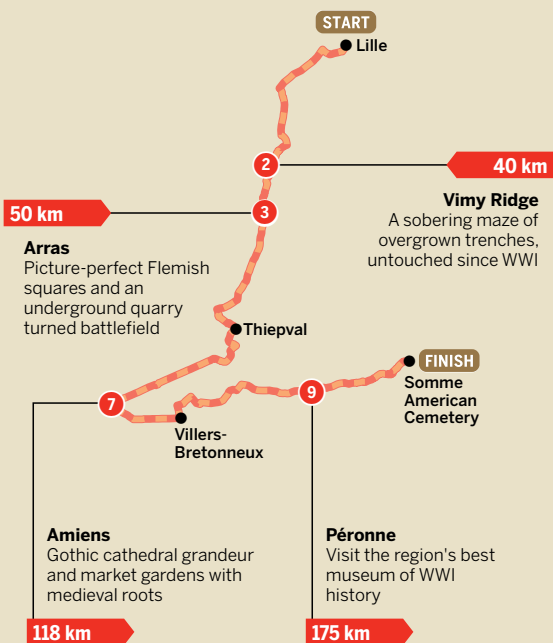 START
Lille
2
40 km
Vimy Ridge
A sobering maze of
overgrown trenches,
untouched since WWI
50 km
3
Arras
Picture-perfect Flemish
squares and an
underground quarry
turned battlefield
Thiepval
FINISH
Somme
American
Cemetery
9
7
Villers-
Bretonneux
Amiens
Gothic cathedral grandeur
and market gardens with
medieval roots
118 km
Péronne
Visit the region's best
museum of WWI
history
175 km